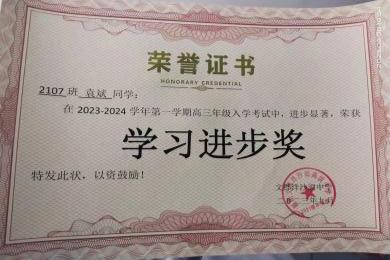 荣誉证书
HONORARY CREDENTIAL
2107 班 袁斌 同学：
在 2023-2024 学年第一学期高三年级入学考试中，进步显著，荣获
学习进步奖
特发此状，以资鼓励！